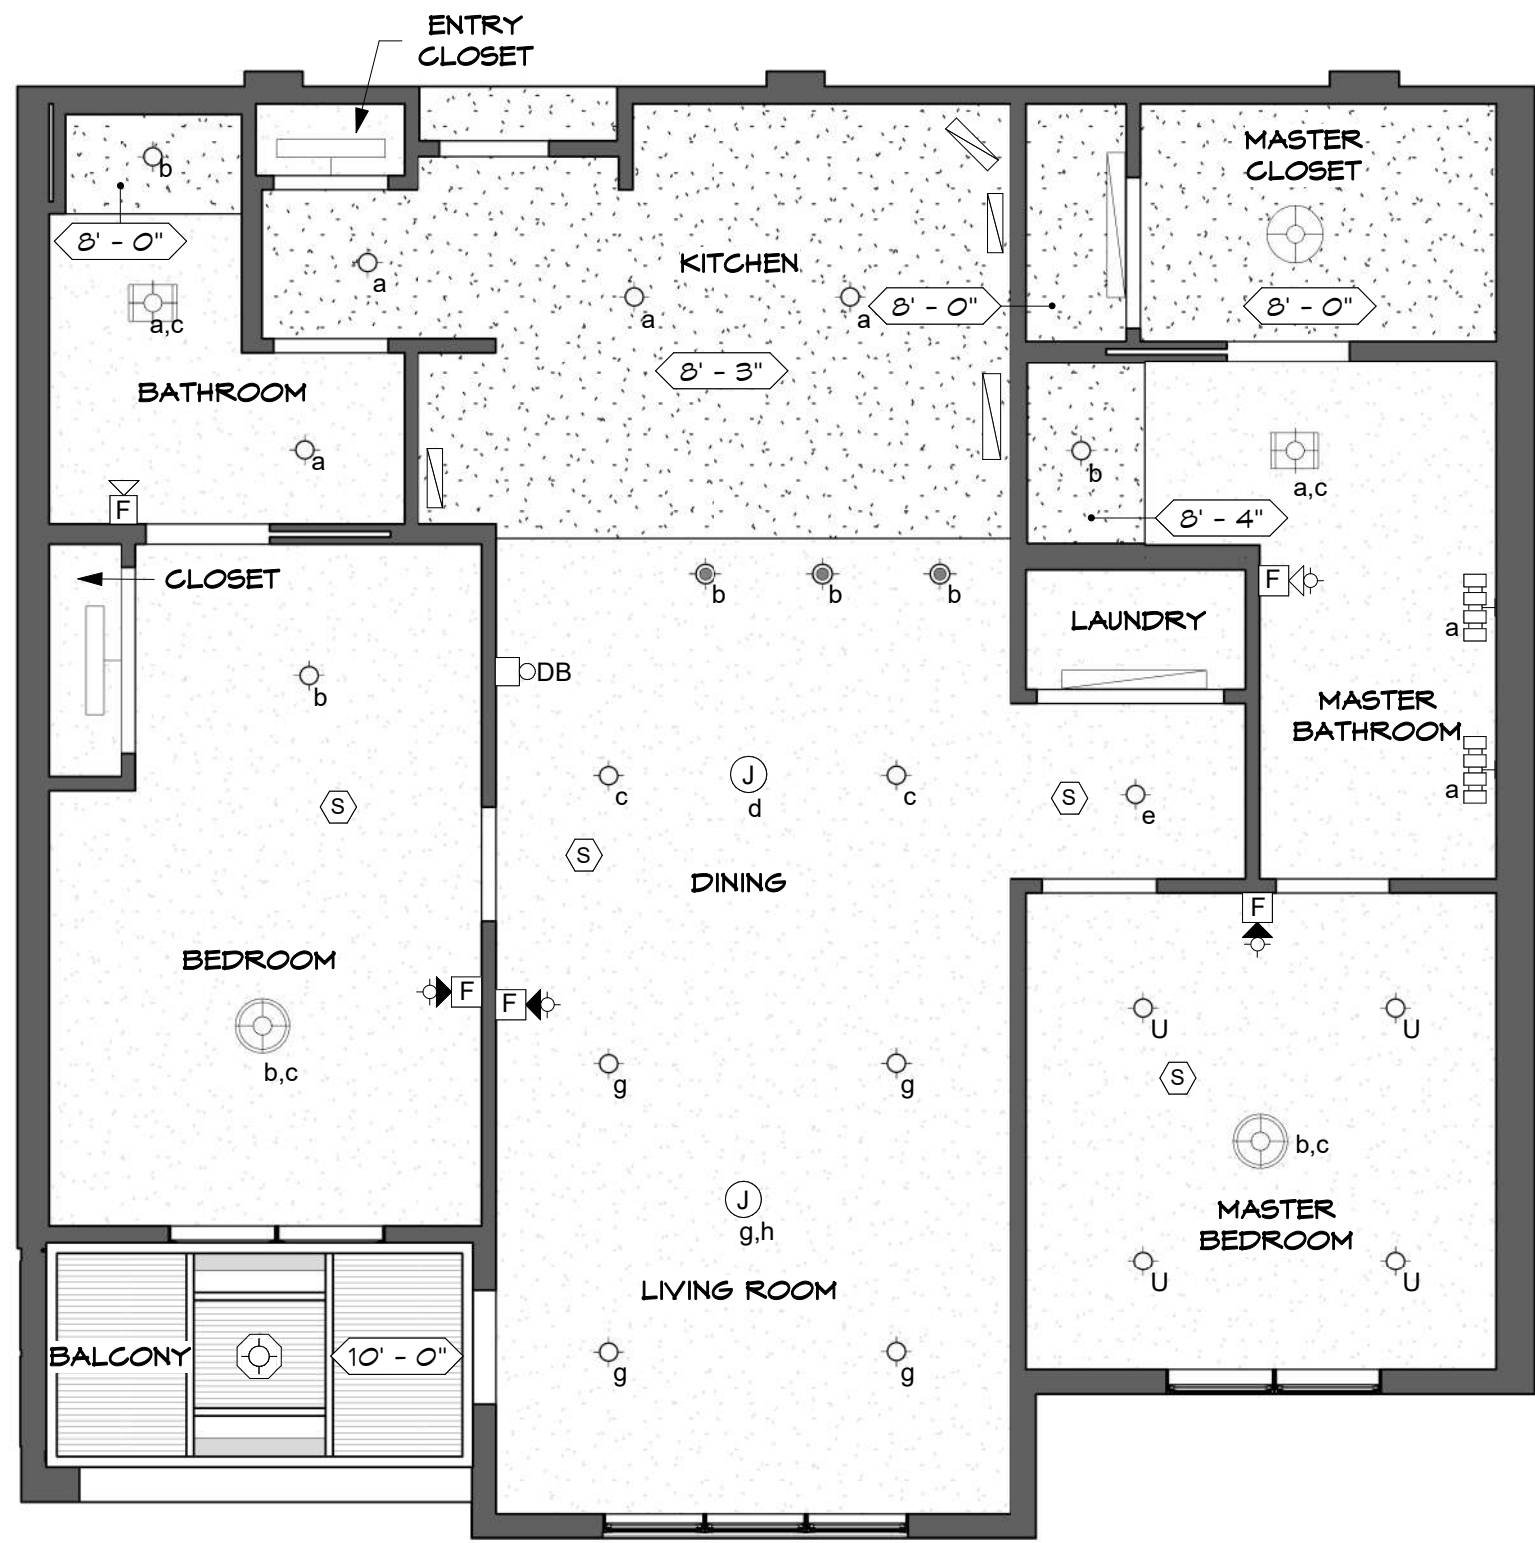 ENTRY
CLOSET
b
8' - 0"
a,c
BATHROOM
a
F
a
KITCHEN
a
a
8' - 3"
8' - 0"
MASTER
CLOSET
8' - 0"
b
a,c
8' - 4"
F
a
LAUNDRY
MASTER
BATHROOM
a
CLOSET
b
S
BEDROOM
F
b,c
b
b
b
DB
c
J
d
c
S
DINING
S
e
F
g
g
J
g,h
LIVING ROOM
g
g
F
U
U
S
b,c
MASTER
BEDROOM
U
U
BALCONY
10' - 0"